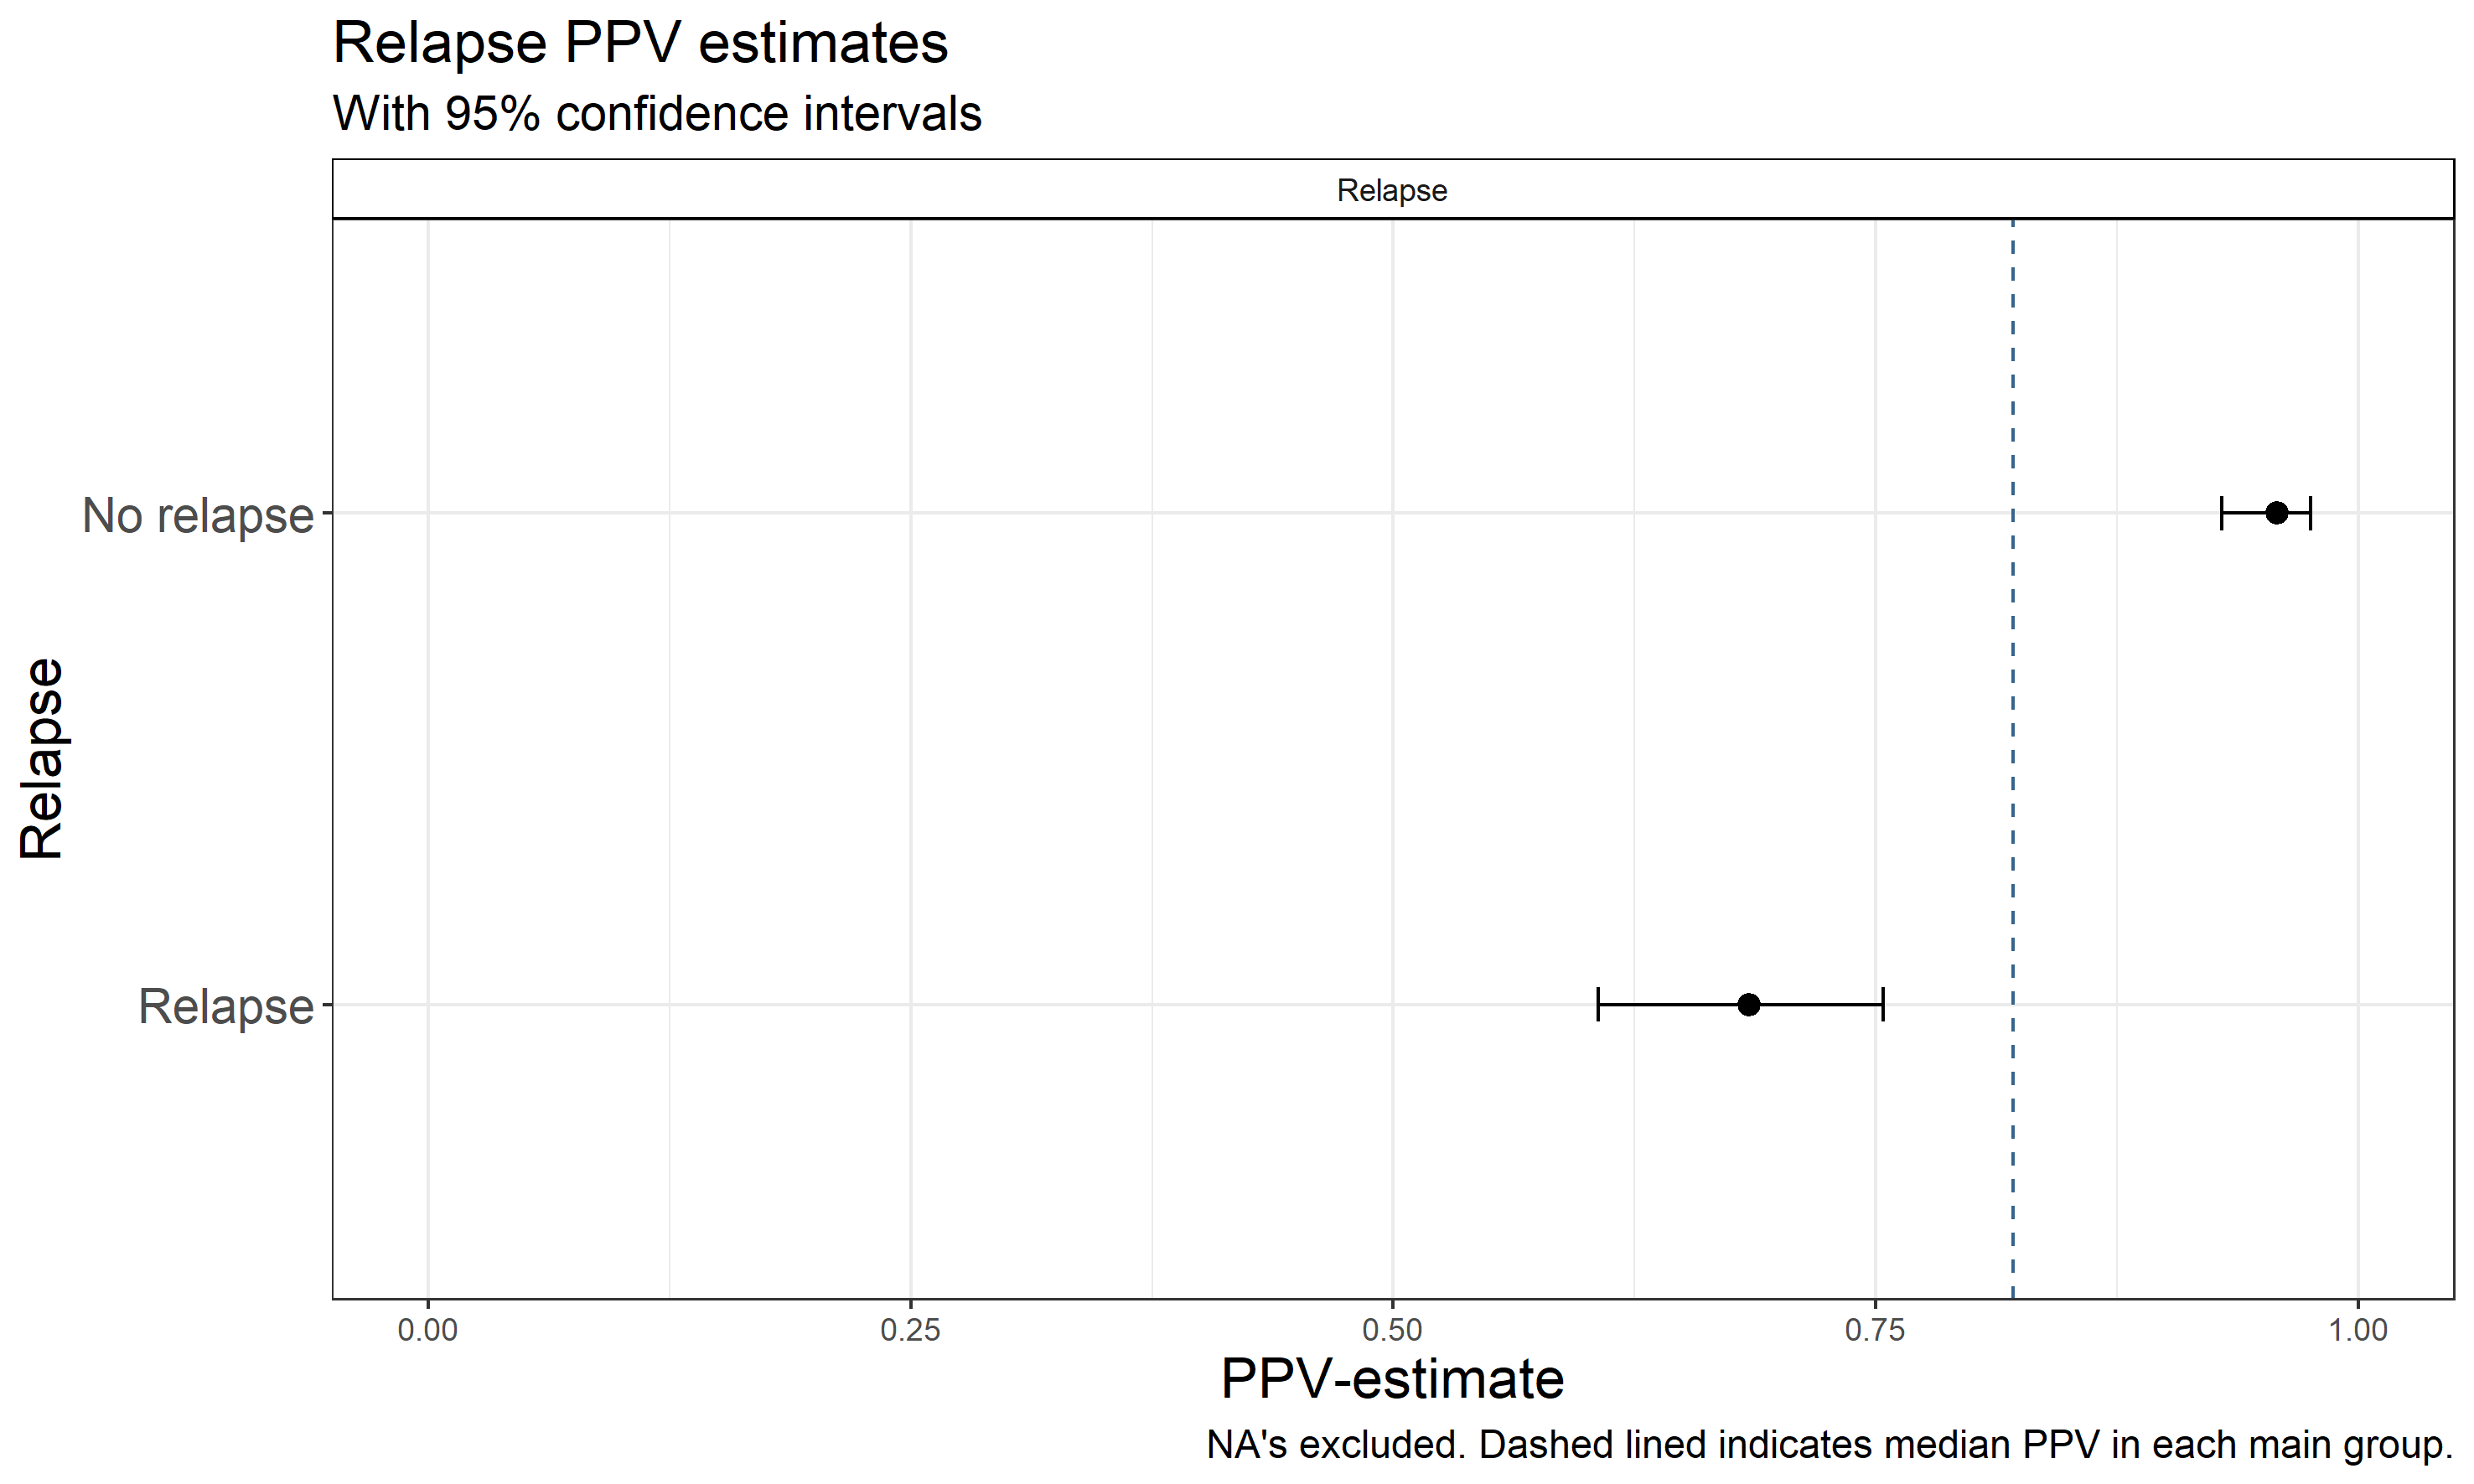 Relapse PPV estimates
With 95% confidence intervals
Relapse
No relapse
Relapse
Relapse
0.00
0.25
0.50
0.75
1.00
PPV-estimate
NA's excluded. Dashed lined indicates median PPV in each main group.